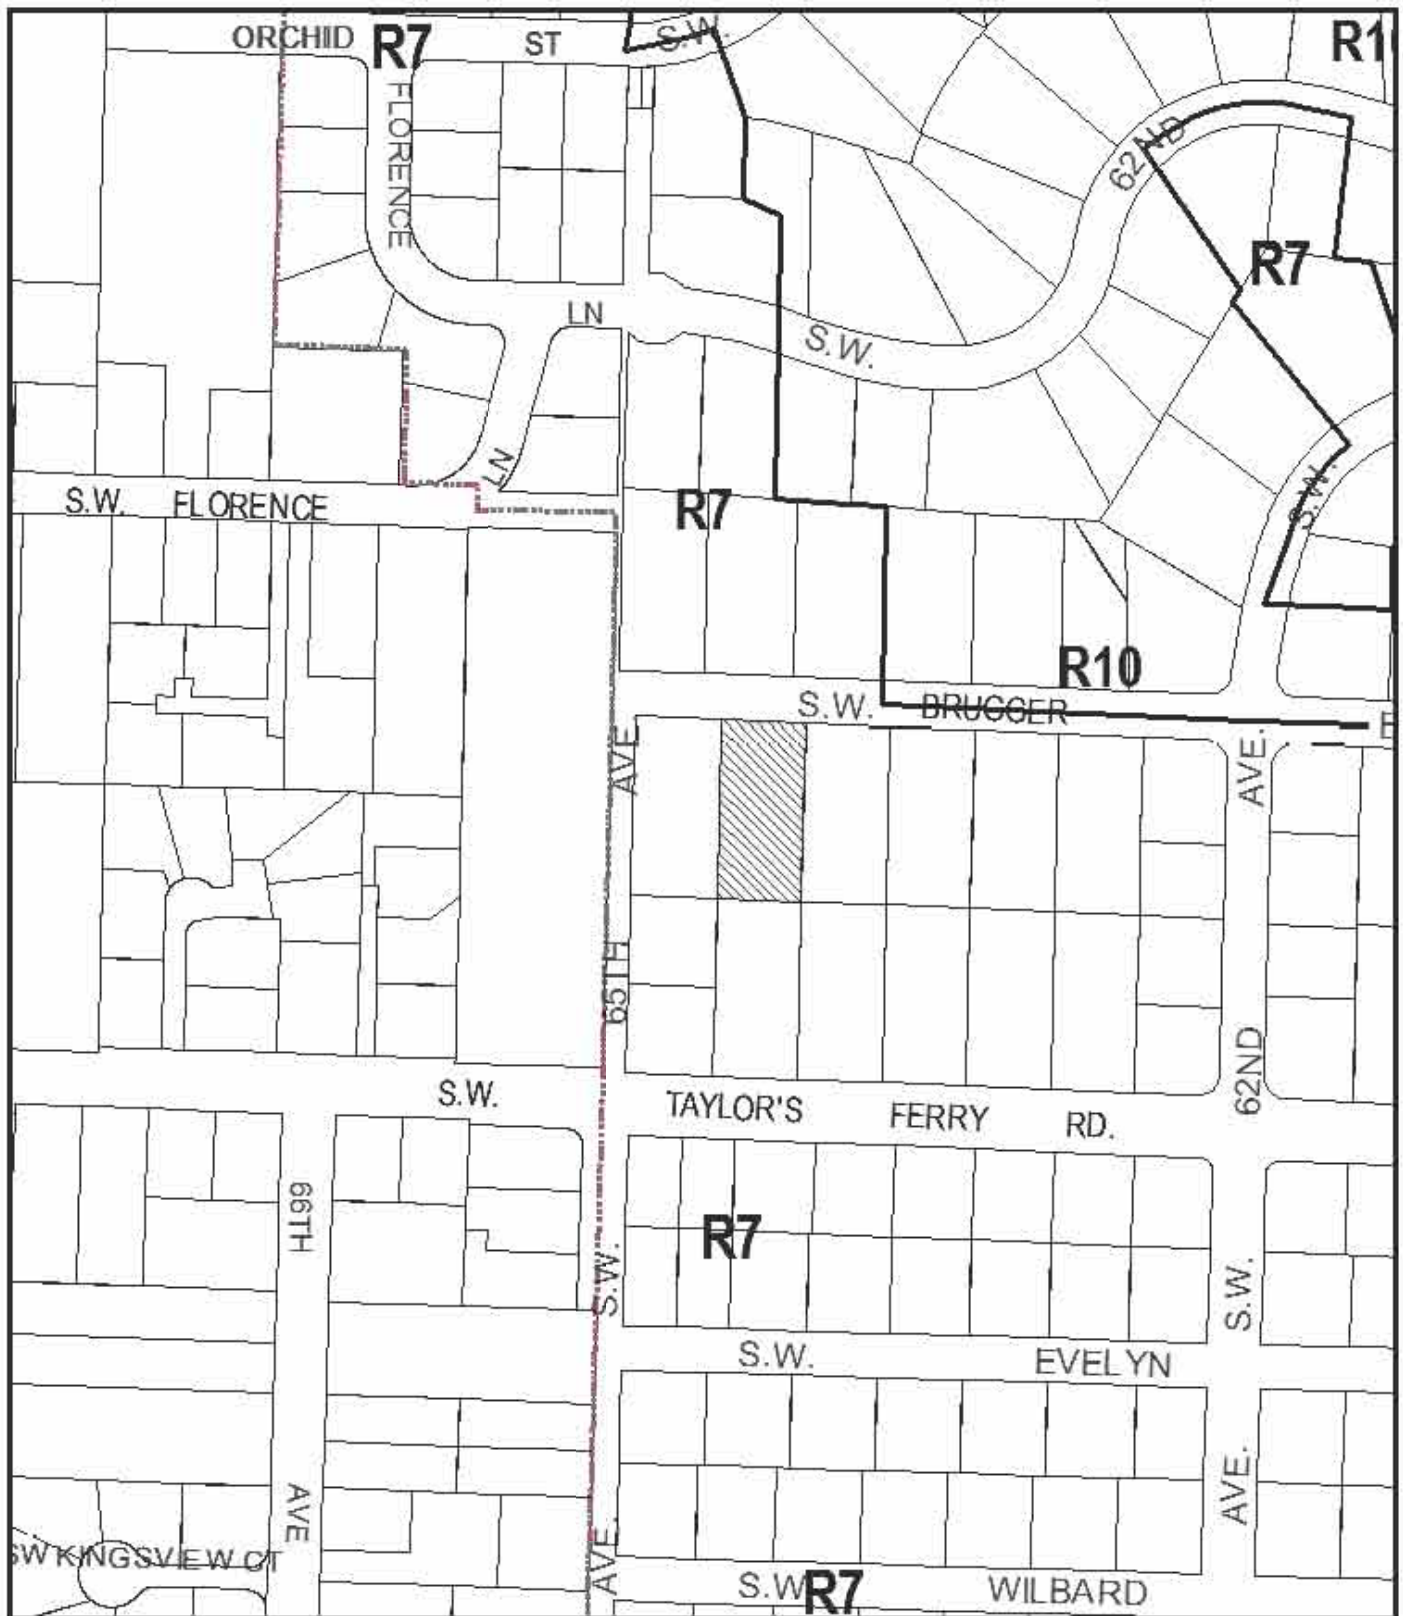 ORCHID R7 ST S.W. R1
FLORENCE
62ND
R7
LN
S.W.
LN
S.W. FLORENCE
R7
S.W.
R10
S.W. BRUGGER
AVE
AVE.
65TH
62ND
S.W. TAYLOR'S FERRY RD.
66TH
R7
S.W.
S.W.
S.W. EVELYN
AVE
AVE.
AVE.
SW KINGSVIEW CT
S.W. R7 WILBARD